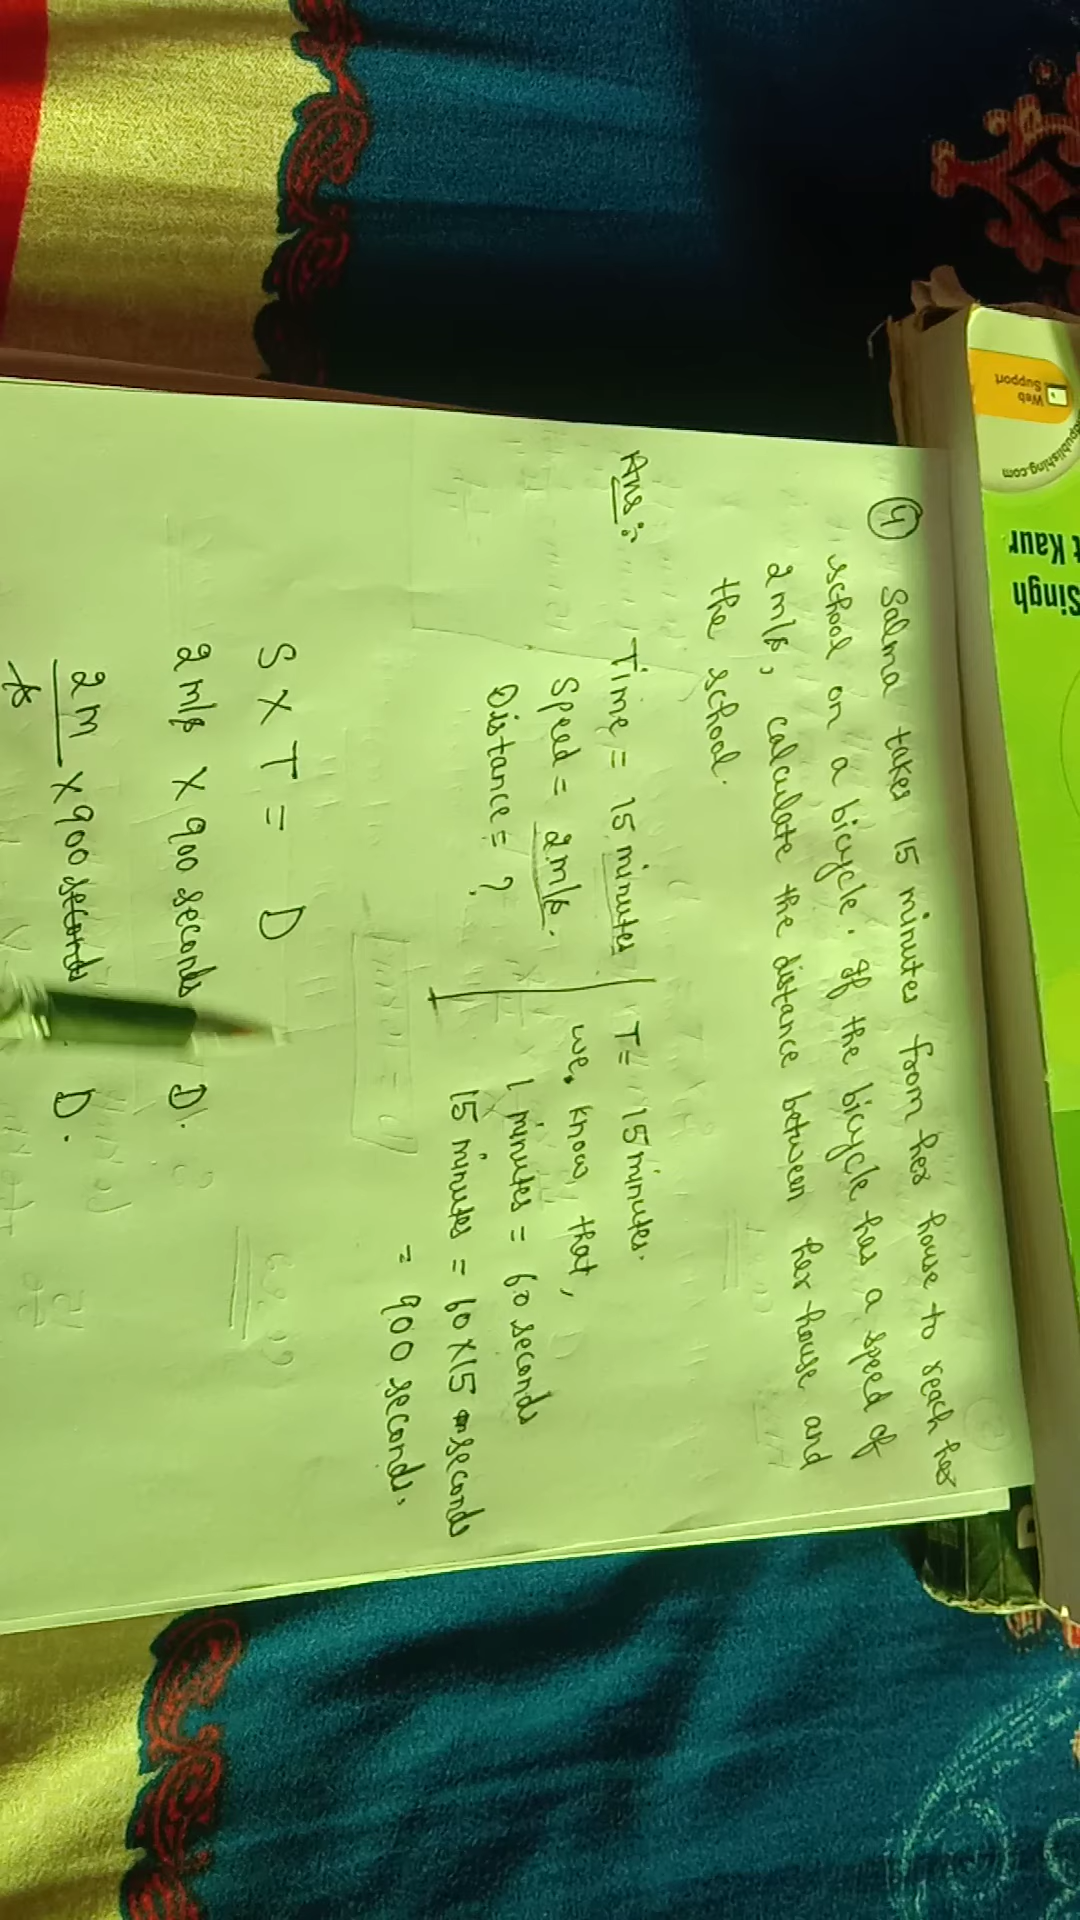 ④ Salma takes 15 minutes from her house to reach her
school on a bicycle. If the bicycle has a speed of
2 m/s, calculate the distance between her house and
the school.
Ans :- Time = 15 minutes
Speed = 2m/s.
Distance = ?
T = 15 minutes.
we know that,
1 minutes = 60 seconds
15 minutes = 60 X 15 seconds
= 900 seconds.
S X T = D
2 m/s X 900 seconds D.
2m
s X 900 seconds D.
Web
Support
publishing.com
Singh
t Kaur